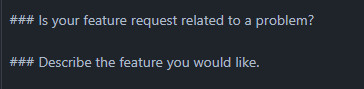 ### Is your feature request related to a problem?
### Describe the feature you would like.